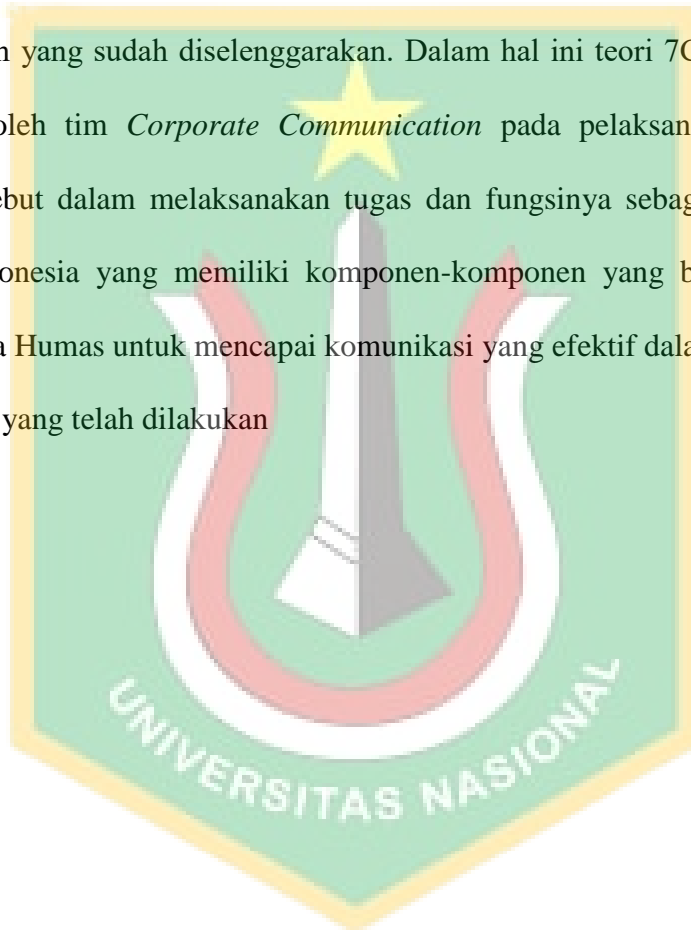 yang sudah diselenggarakan. Dalam hal ini teori 7C
oleh tim Corporate Communication pada pelaksan
ebut dalam melaksanakan tugas dan fungsinya sebag
onesia yang memiliki komponen-komponen yang b
a Humas untuk mencapai komunikasi yang efektif dala
yang telah dilakukan
UNIVERSITAS NASIONAL